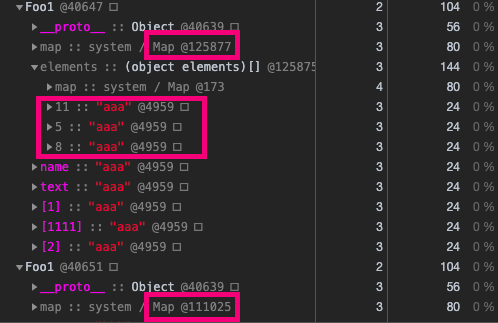 ▼Foo1 @40647 □ 2 104 0 %
▶__proto__ :: Object @40639 □ 3 56 0 %
▶map :: system / Map @125877 3 80 0 %
▼elements :: (object elements)[] @125875 3 144 0 %
▶map :: system / Map @173 4 80 0 %
▶11 :: "aaa" @4959 □ 3 24 0 %
▶5 :: "aaa" @4959 □ 3 24 0 %
▶8 :: "aaa" @4959 □ 3 24 0 %
▶name :: "aaa" @4959 □ 3 24 0 %
▶text :: "aaa" @4959 □ 3 24 0 %
▶[1] :: "aaa" @4959 □ 3 24 0 %
▶[1111] :: "aaa" @4959 □ 3 24 0 %
▶[2] :: "aaa" @4959 □ 3 24 0 %
▼Foo1 @40651 □ 2 104 0 %
▶__proto__ :: Object @40639 □ 3 56 0 %
▶map :: system / Map @111025 3 80 0 %